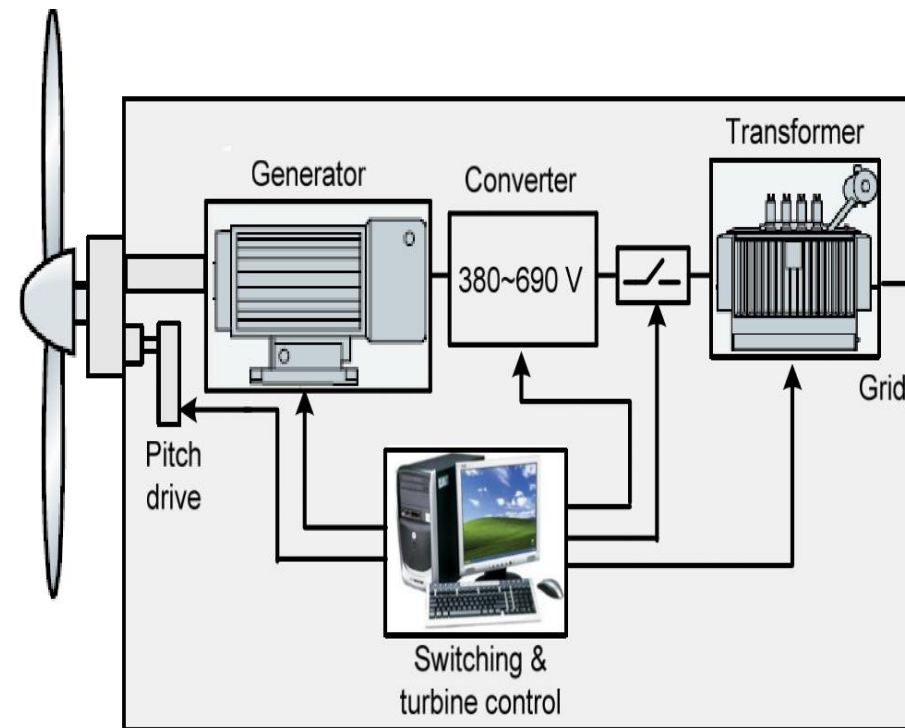 Transformer
Generator
Converter
380~690 V
Grid
Pitch
drive
Switching &
turbine control